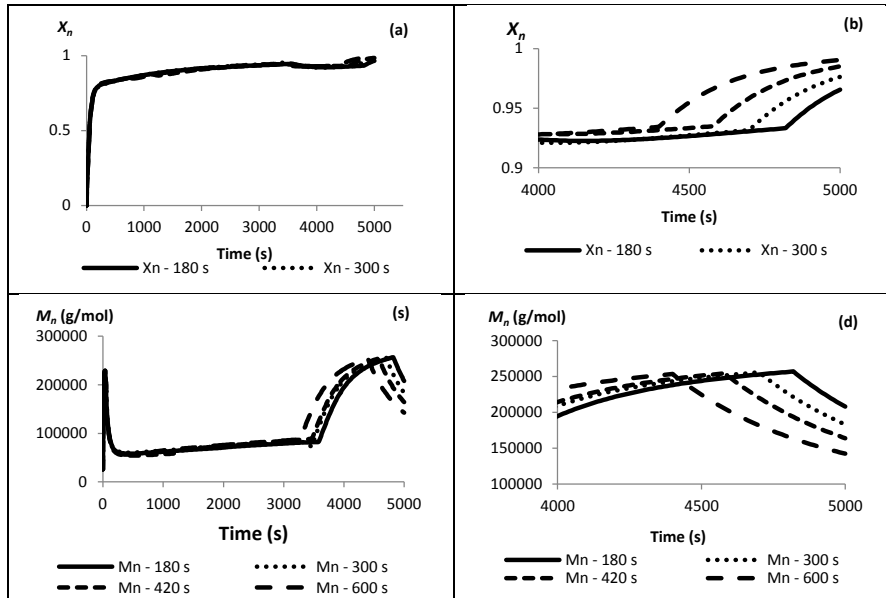 Xn
(a)
1
0.5
0
0 1000 2000 3000 4000 5000
Time (s)
Xn - 180 s Xn - 300 s
Xn
(b)
1
0.95
0.9
4000 4500 5000
Time (s)
Xn - 180 s Xn - 300 s
Mn (g/mol)
(s)
300000
200000
100000
0
0 1000 2000 3000 4000 5000
Time (s)
Mn - 180 s Mn - 300 s
Mn - 420 s Mn - 600 s
Mn (g/mol)
(d)
300000
250000
200000
150000
100000
4000 4500 5000
Time (s)
Mn - 180 s Mn - 300 s
Mn - 420 s Mn - 600 s